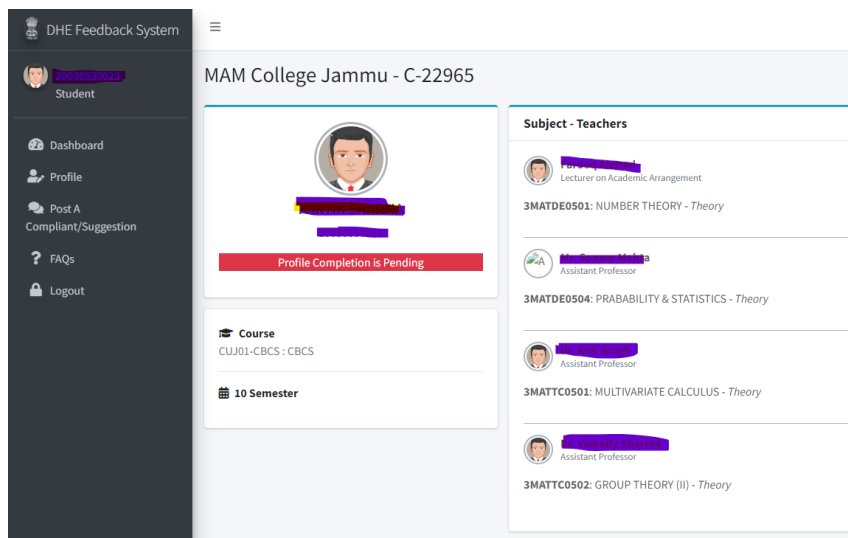 DHE Feedback System
Student
Dashboard
Profile
Post A
Compliant/Suggestion
FAQs
Logout
MAM College Jammu - C-22965
Profile Completion is Pending
Course
CUJ01-CBCS : CBCS
10 Semester
Subject - Teachers
Lecturer on Academic Arrangement
3MATDE0501: NUMBER THEORY - Theory
A
Assistant Professor
3MATDE0504: PRABABILITY & STATISTICS - Theory
Assistant Professor
3MATTC0501: MULTIVARIATE CALCULUS - Theory
Assistant Professor
3MATTC0502: GROUP THEORY (II) - Theory